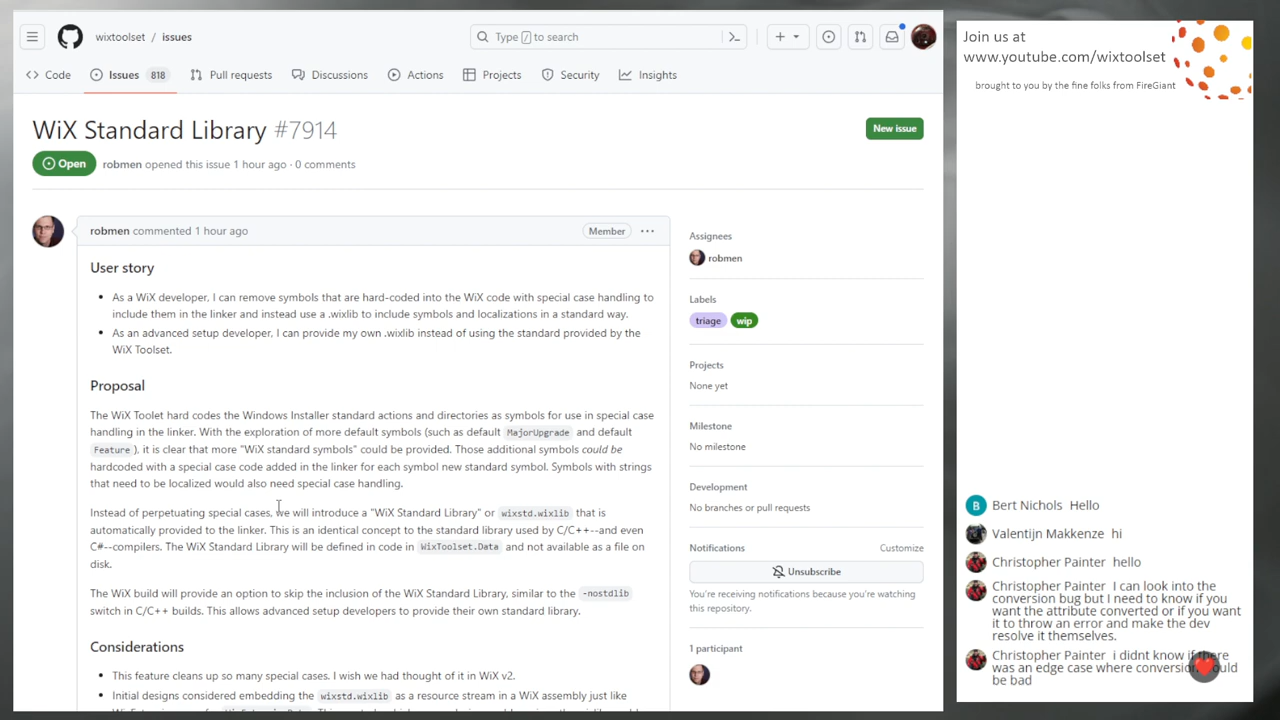 wixtoolset / issues
Type / to search
Code
Issues 818
Pull requests
Discussions
Actions
Projects
Security
Insights
WiX Standard Library #7914
New issue
Open
robmen opened this issue 1 hour ago · 0 comments
robmen commented 1 hour ago
Member
User story
• As a WiX developer, I can remove symbols that are hard-coded into the WiX code with special case handling to
include them in the linker and instead use a .wixlib to include symbols and localizations in a standard way.
• As an advanced setup developer, I can provide my own .wixlib instead of using the standard provided by the
WiX Toolset.
Proposal
The WiX Toolet hard codes the Windows Installer standard actions and directories as symbols for use in special case
handling in the linker. With the exploration of more default symbols (such as default MajorUpgrade and default
Feature ), it is clear that more "WiX standard symbols" could be provided. Those additional symbols could be
hardcoded with a special case code added in the linker for each symbol new standard symbol. Symbols with strings
that need to be localized would also need special case handling.
Instead of perpetuating special cases, we will introduce a "WiX Standard Library" or wixstd.wixlib that is
automatically provided to the linker. This is an identical concept to the standard library used by C/C++--and even
C#--compilers. The WiX Standard Library will be defined in code in WixToolset.Data and not available as a file on
disk.
The WiX build will provide an option to skip the inclusion of the WiX Standard Library, similar to the -nostdlib
switch in C/C++ builds. This allows advanced setup developers to provide their own standard library.
Considerations
• This feature cleans up so many special cases. I wish we had thought of it in WiX v2.
• Initial designs considered embedding the wixstd.wixlib as a resource stream in a WiX assembly just like
Assignees
robmen
Labels
triage wip
Projects
None yet
Milestone
No milestone
Development
No branches or pull requests
Notifications
Customize
Unsubscribe
You're receiving notifications because you're watching
this repository.
1 participant
Join us at
www.youtube.com/wixtoolset
brought to you by the fine folks from FireGiant
B Bert Nichols Hello
Valentijn Makkenze hi
Christopher Painter hello
Christopher Painter I can look into the
conversion bug but I need to know if you
want the attribute converted or if you want
it to throw an error and make the dev
resolve it themselves.
Christopher Painter i didnt know if there
was an edge case where
be bad